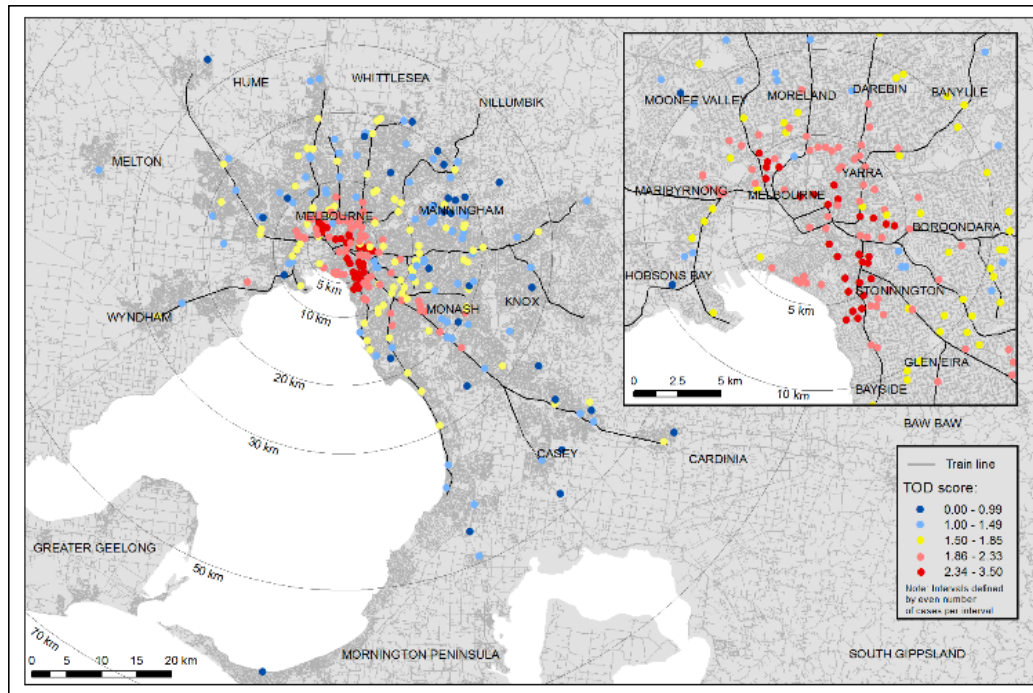 HUME
WHITTLESEA
NILLUMBIK
MELTON
MELBOURNE
MANNINGHAM
5 km
10 km
KNOX
MONASH
WYNDHAM
20 km
30 km
CASEY
CARDINIA
BAW BAW
GREATER GEELONG
50 km
70 km
0 5 10 15 20 km
MORNINGTON PENINSULA
SOUTH GIPPSLAND
MOONEE VALLEY
MORELAND
DAREBIN
BANYULE
YARRA
MARIBYRNONG
MELBOURNE
BOROONDARA
HOBSONS BAY
STONNINGTON
5 km
GLEN EIRA
BAYSIDE
0 2.5 5 km
10 km
Train line
TOD score:
0.00 - 0.99
1.00 - 1.49
1.50 - 1.85
1.86 - 2.33
2.34 - 3.50
Note: Intervals defined
by even number
of cases per interval